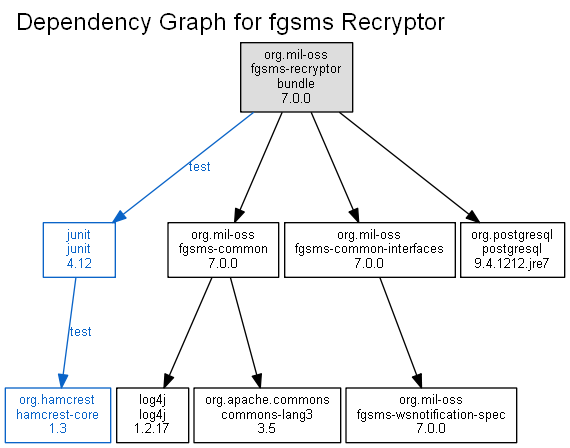 Dependency Graph for fgsms Recryptor
org.mil-oss
fgsms-recryptor
bundle
7.0.0
test
junit
junit
4.12
org.mil-oss
fgsms-common
7.0.0
org.mil-oss
fgsms-common-interfaces
7.0.0
org.postgresql
postgresql
9.4.1212.jre7
test
org.hamcrest
hamcrest-core
1.3
log4j
log4j
1.2.17
org.apache.commons
commons-lang3
3.5
org.mil-oss
fgsms-wsnotification-spec
7.0.0